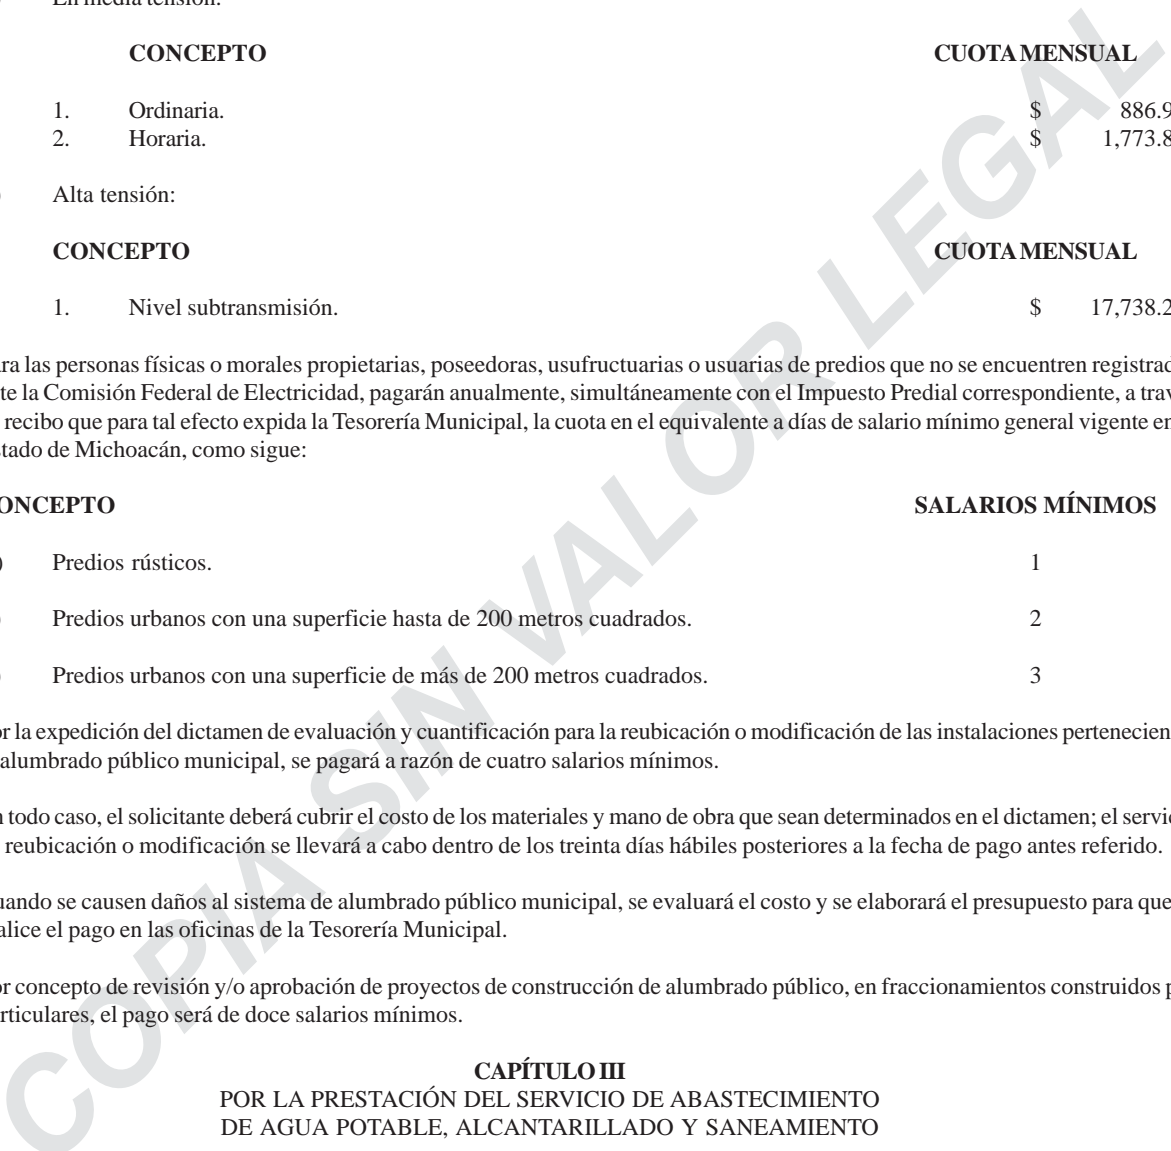 En media tensión:
CONCEPTO CUOTA MENSUAL
1. Ordinaria. $ 886.9
2. Horaria. $ 1,773.8
) Alta tensión:
CONCEPTO CUOTA MENSUAL
1. Nivel subtransmisión. $ 17,738.2
ra las personas físicas o morales propietarias, poseedoras, usufructuarias o usuarias de predios que no se encuentren registrad
te la Comisión Federal de Electricidad, pagarán anualmente, simultáneamente con el Impuesto Predial correspondiente, a trav
recibo que para tal efecto expida la Tesorería Municipal, la cuota en el equivalente a días de salario mínimo general vigente en
tado de Michoacán, como sigue:
ONCEPTO SALARIOS MÍNIMOS
) Predios rústicos. 1
) Predios urbanos con una superficie hasta de 200 metros cuadrados. 2
) Predios urbanos con una superficie de más de 200 metros cuadrados. 3
r la expedición del dictamen de evaluación y cuantificación para la reubicación o modificación de las instalaciones pertenecien
alumbrado público municipal, se pagará a razón de cuatro salarios mínimos.
n todo caso, el solicitante deberá cubrir el costo de los materiales y mano de obra que sean determinados en el dictamen; el servic
reubicación o modificación se llevará a cabo dentro de los treinta días hábiles posteriores a la fecha de pago antes referido.
uando se causen daños al sistema de alumbrado público municipal, se evaluará el costo y se elaborará el presupuesto para que
alice el pago en las oficinas de la Tesorería Municipal.
or concepto de revisión y/o aprobación de proyectos de construcción de alumbrado público, en fraccionamientos construidos p
rticulares, el pago será de doce salarios mínimos.
CAPÍTULO III
POR LA PRESTACIÓN DEL SERVICIO DE ABASTECIMIENTO
DE AGUA POTABLE, ALCANTARILLADO Y SANEAMIENTO
COPIA SIN VALOR LEGAL